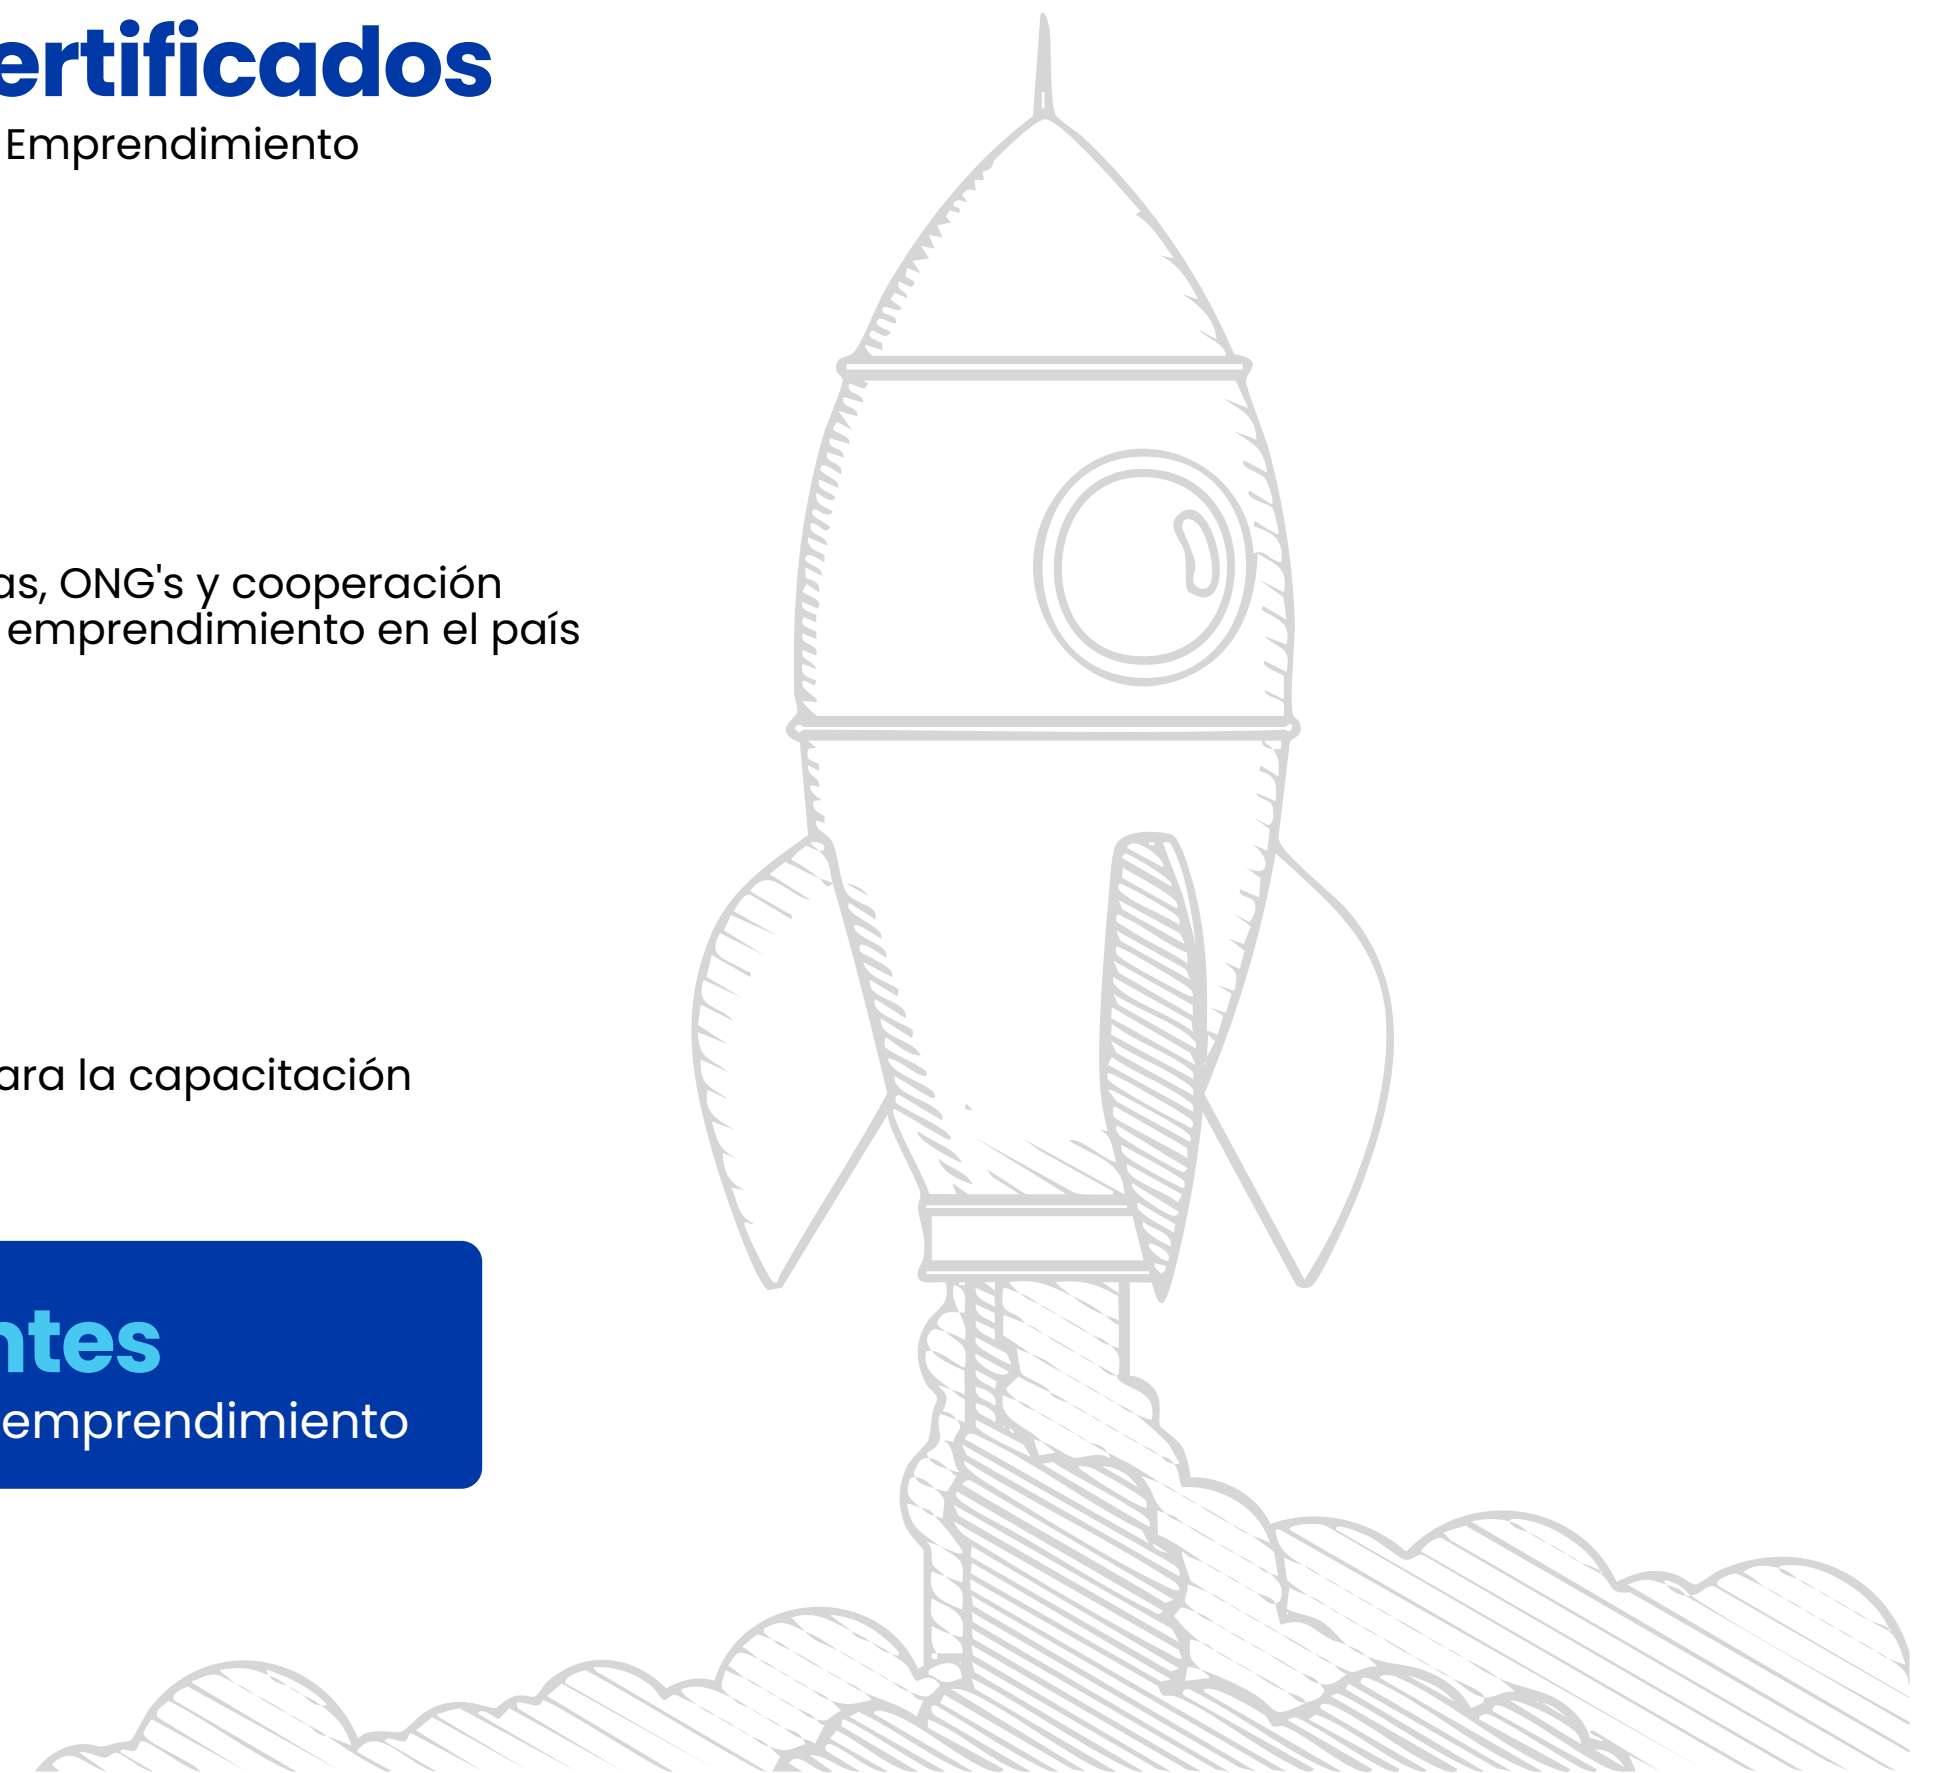 ertificados
Emprendimiento
as, ONG's y cooperación
emprendimiento en el país
ara la capacitación
ntes
emprendimiento